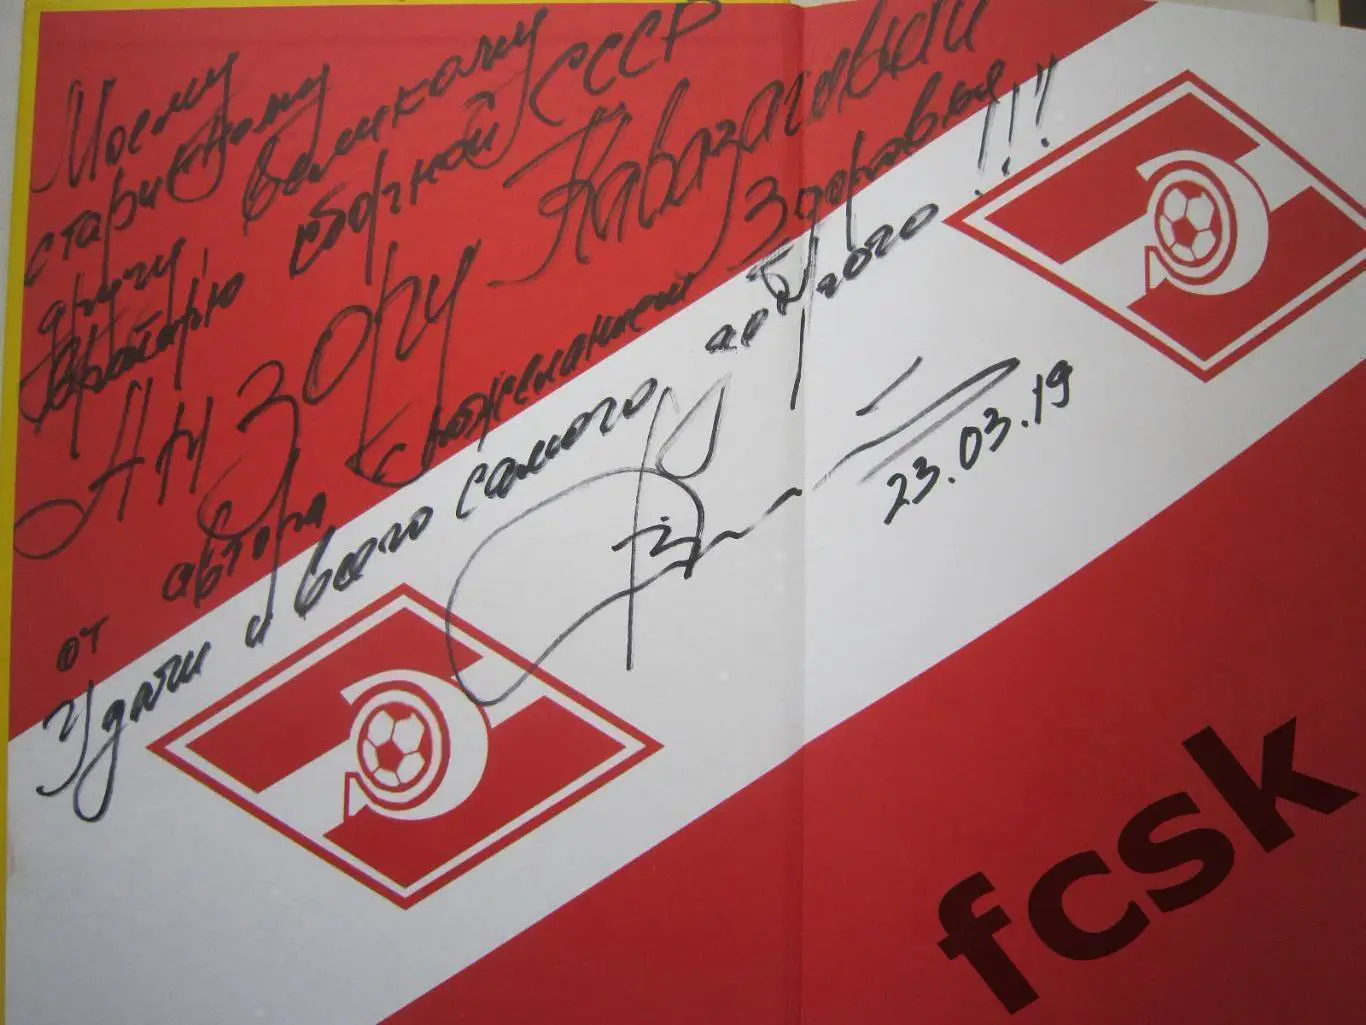 Моему
старинному
другу, великому
вратарю сборной СССР
Анзору Кавазашвили
от автора с пожеланием здоровья
Удачи и всего самого доброго!!!
23.03.19
fcsk